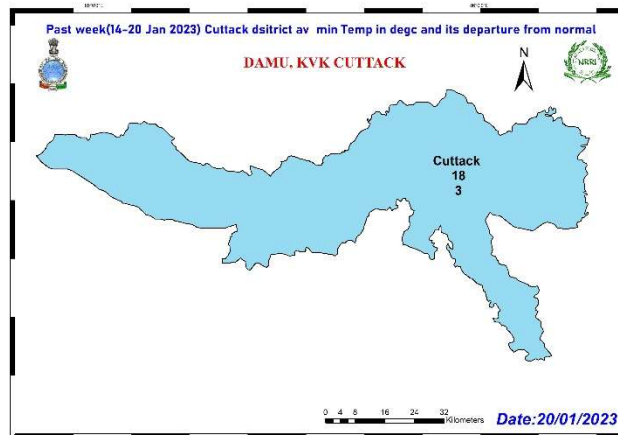 Past week(14-20 Jan 2023) Cuttack dsitrict av min Temp in degc and its departure from normal
DAMU, KVK CUTTACK
N
NRRI
Cuttack
18
3
0 4 8 16 24 32
Kilometers
Date:20/01/2023